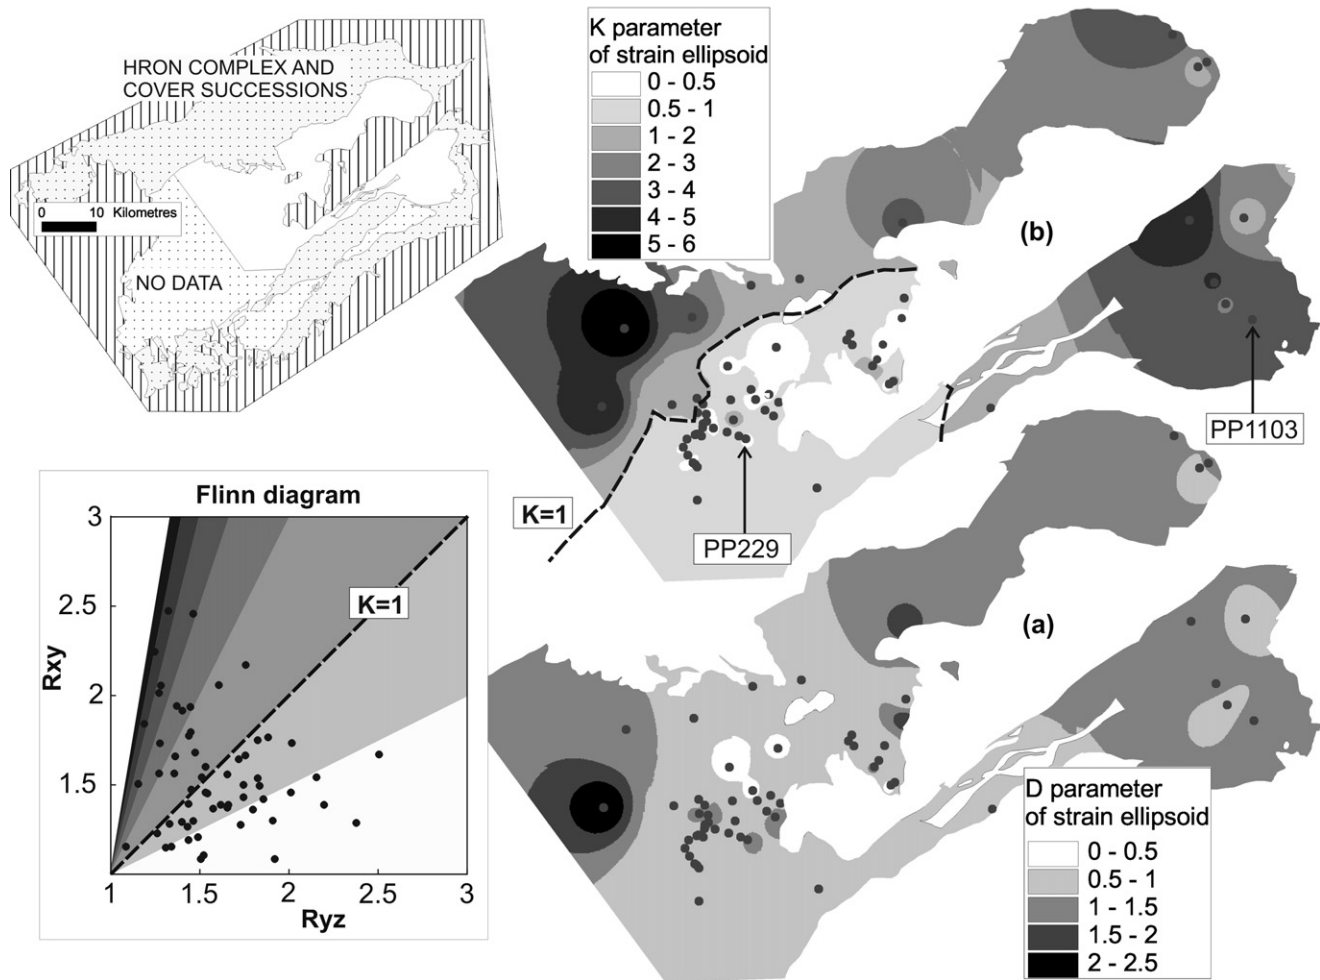 HRON COMPLEX AND
COVER SUCCESSIONS
0 10 Kilometres
NO DATA
K parameter
of strain ellipsoid
0 - 0.5
0.5 - 1
1 - 2
2 - 3
3 - 4
4 - 5
5 - 6
(b)
PP1103
K=1
PP229
Flinn diagram
3
2.5
2
1.5
1
Rxy
K=1
1 1.5 2 2.5 3
Ryz
(a)
D parameter
of strain ellipsoid
0 - 0.5
0.5 - 1
1 - 1.5
1.5 - 2
2 - 2.5